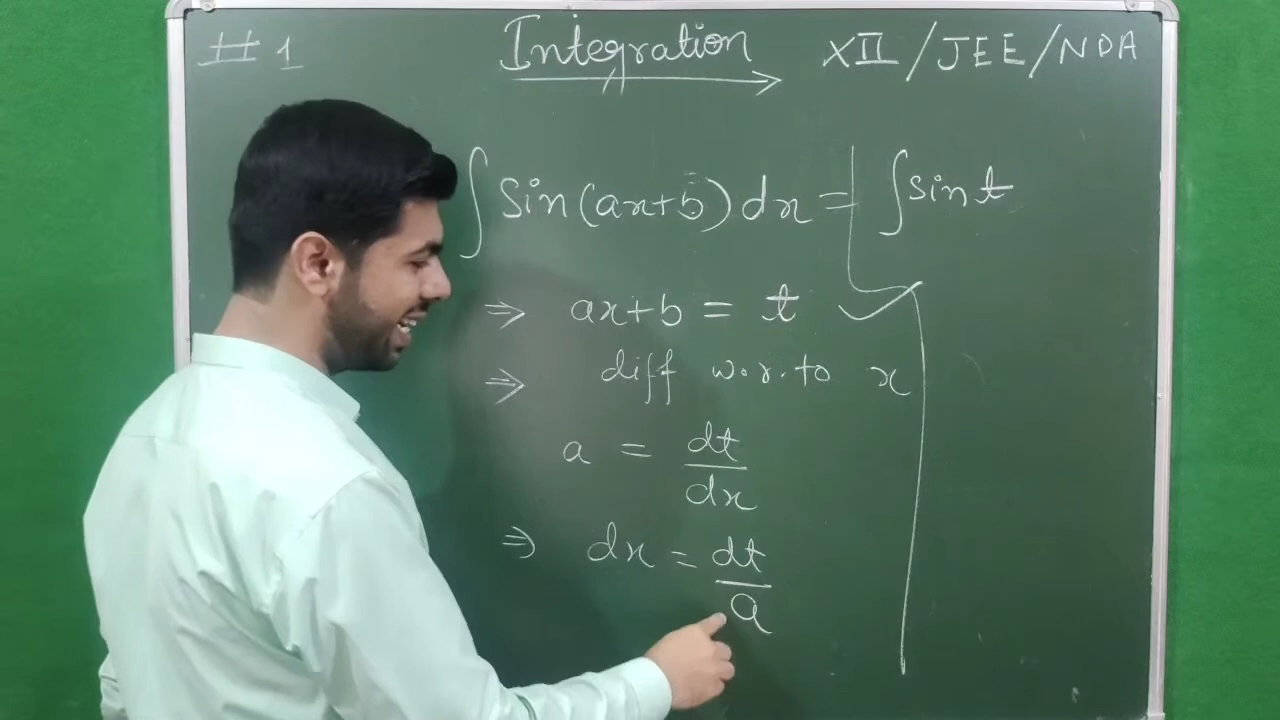 # 1 Integration XII / JEE / NDA
∫ Sin(ax+b) dx = ∫ sin t
⇒ ax+b = t ✓
⇒ diff w.r.to x
a = dt/dx
⇒ dx = dt/a